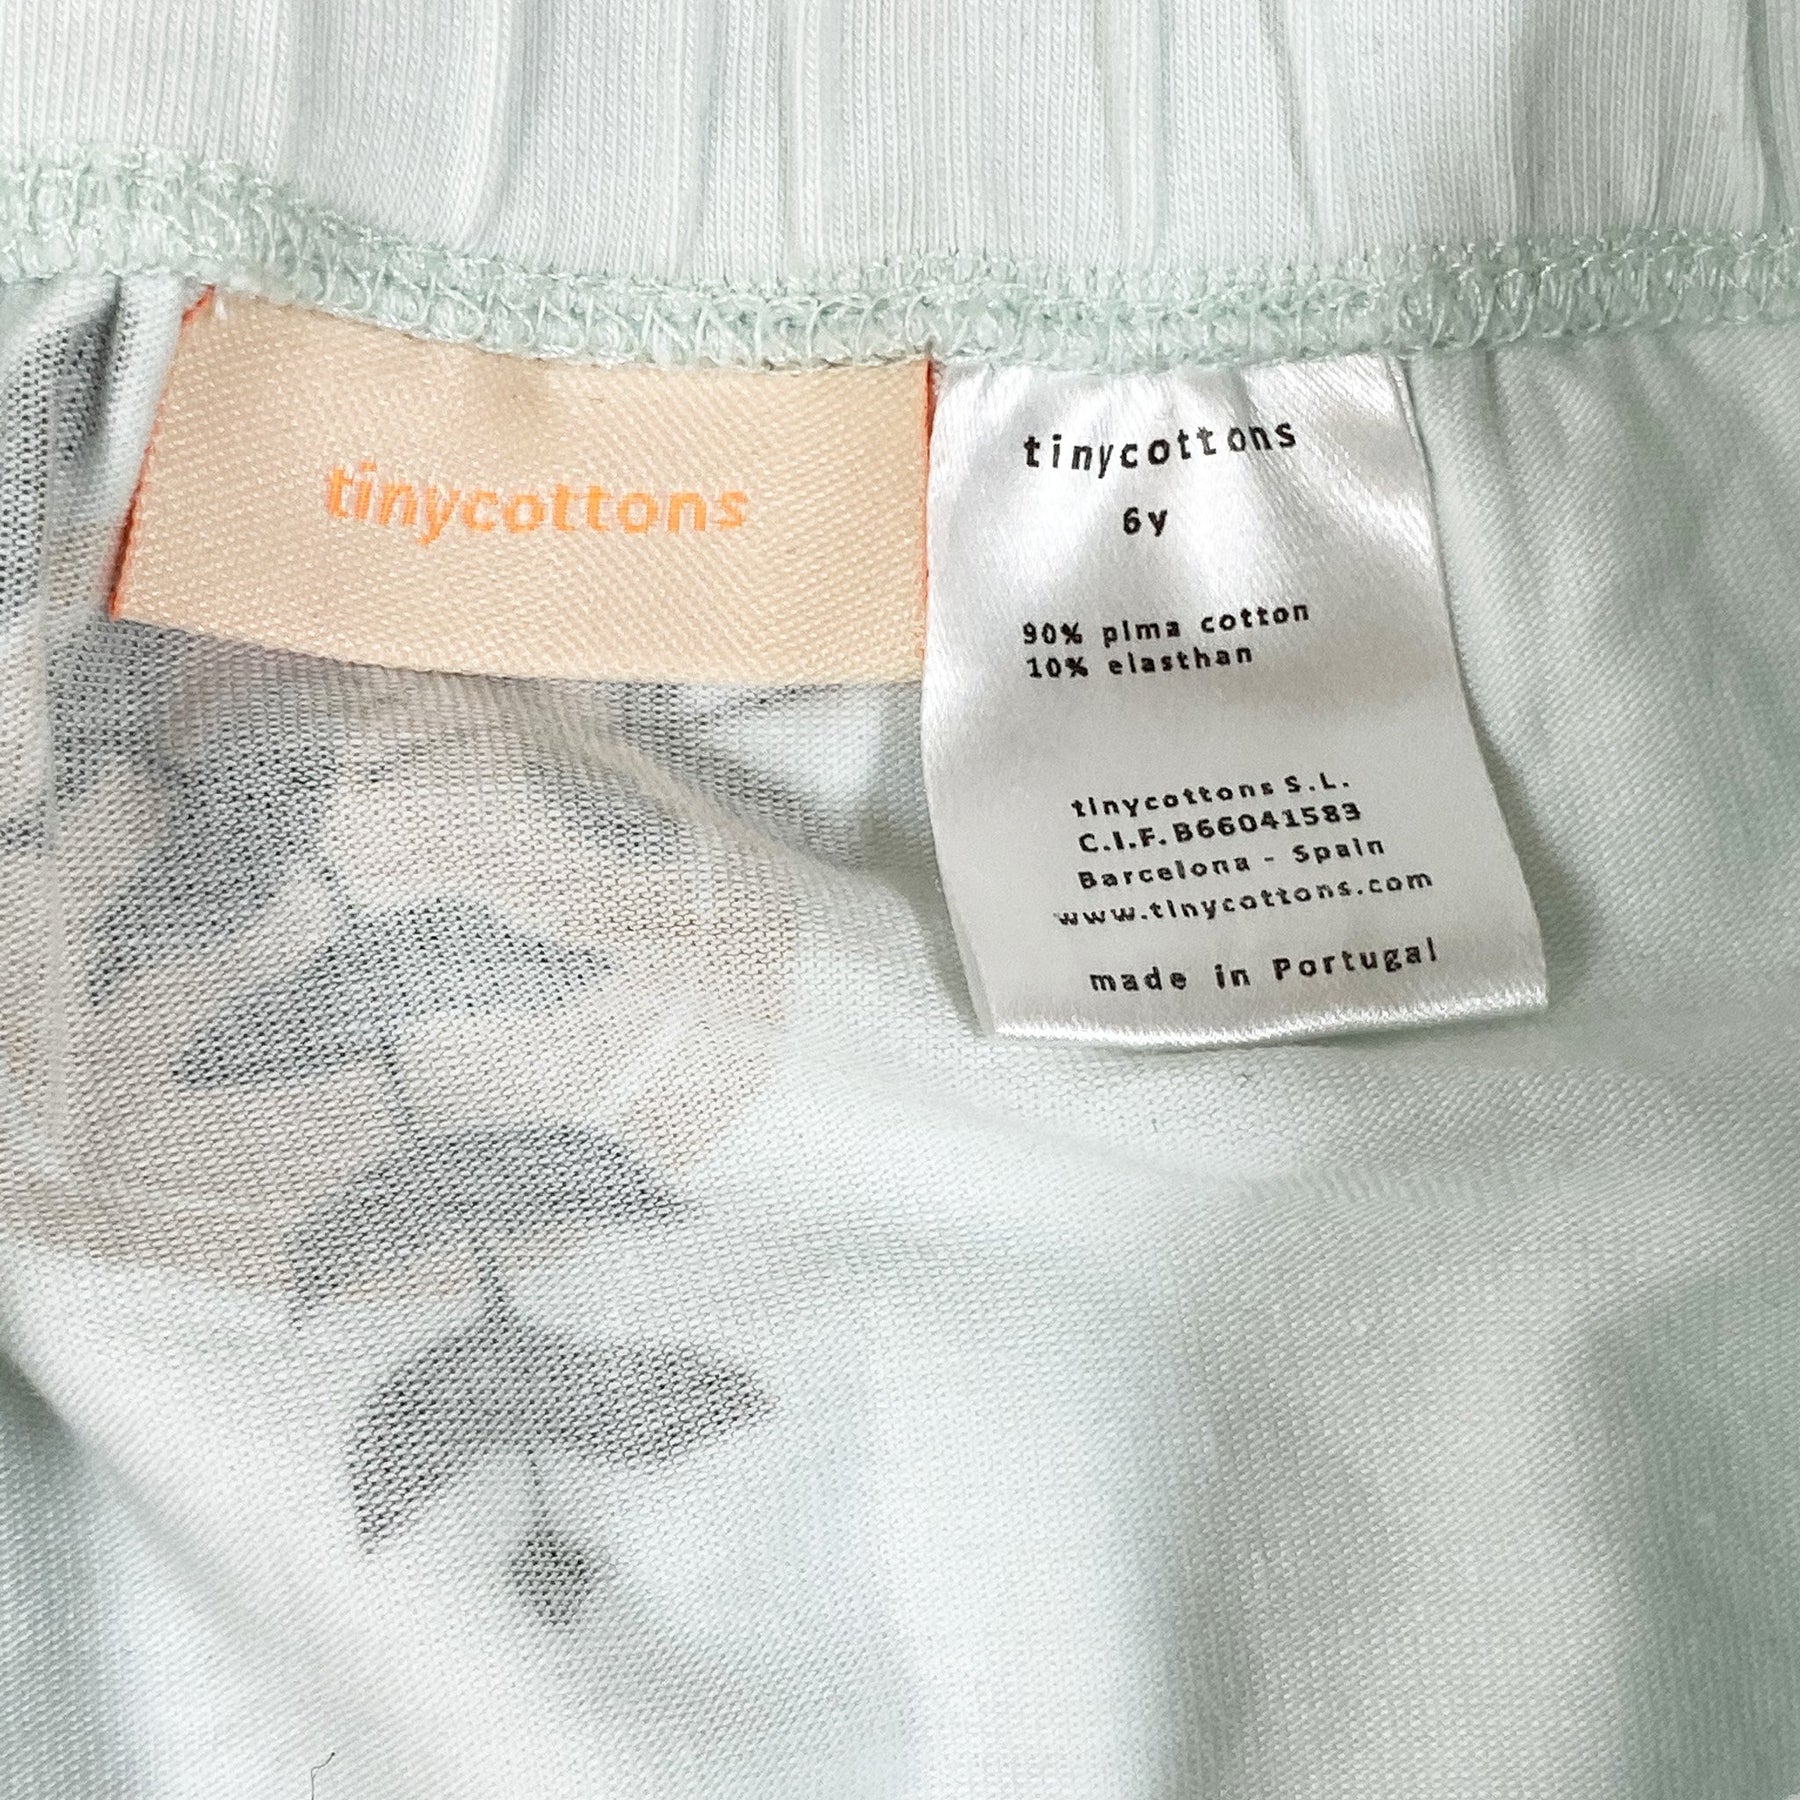 tinycottons
tinycottons
6y
90% pima cotton
10% elasthan
tinycottons S.L.
C.I.F. B66041583
Barcelona - Spain
www.tinycottons.com
made in Portugal